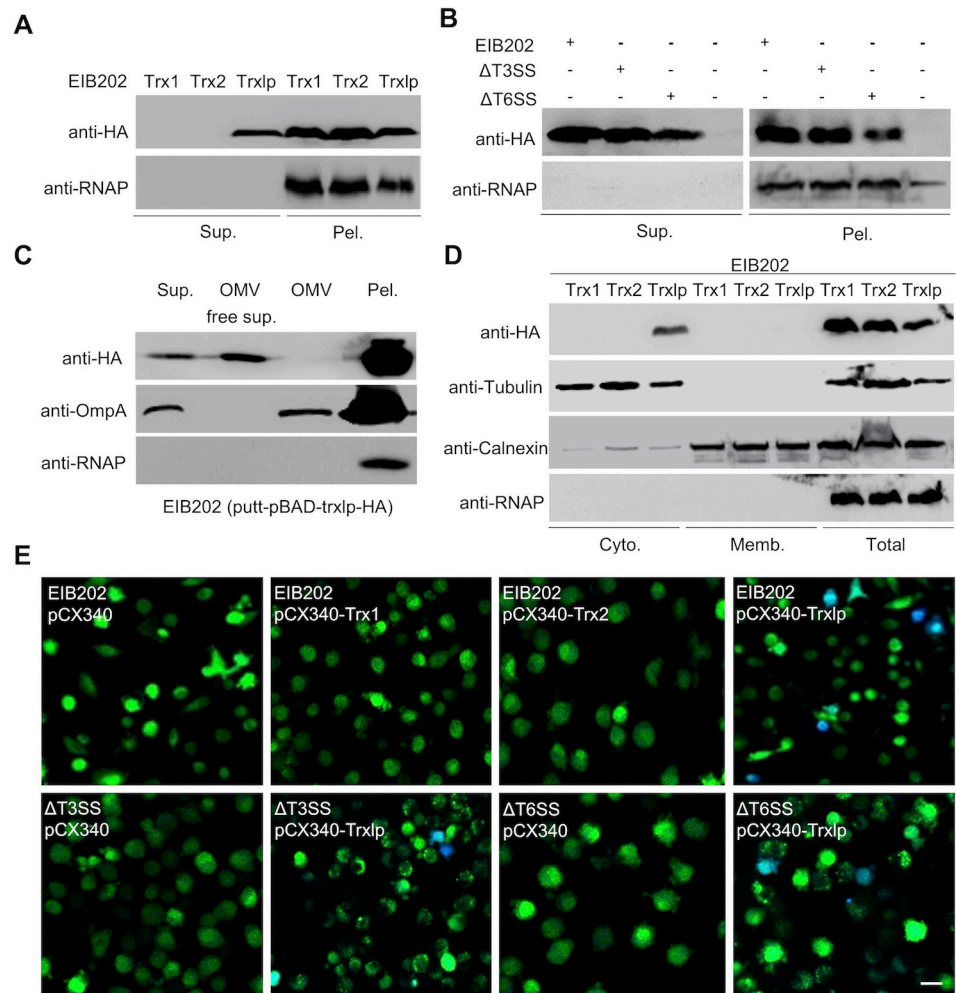 A
EIB202 Trx1 Trx2 Trxlp Trx1 Trx2 Trxlp
anti-HA
anti-RNAP
Sup. Pel.
B
EIB202 + - - - + - - -
ΔT3SS - + - - - + - -
ΔT6SS - - + - - - + -
anti-HA
anti-RNAP
Sup. Pel.
C
Sup. OMV OMV Pel.
free sup.
anti-HA
anti-OmpA
anti-RNAP
EIB202 (putt-pBAD-trxlp-HA)
D
EIB202
Trx1 Trx2 Trxlp Trx1 Trx2 Trxlp Trx1 Trx2 Trxlp
anti-HA
anti-Tubulin
anti-Calnexin
anti-RNAP
Cyto. Memb. Total
E
EIB202
pCX340
EIB202
pCX340-Trx1
EIB202
pCX340-Trx2
EIB202
pCX340-Trxlp
ΔT3SS
pCX340
ΔT3SS
pCX340-Trxlp
ΔT6SS
pCX340
ΔT6SS
pCX340-Trxlp